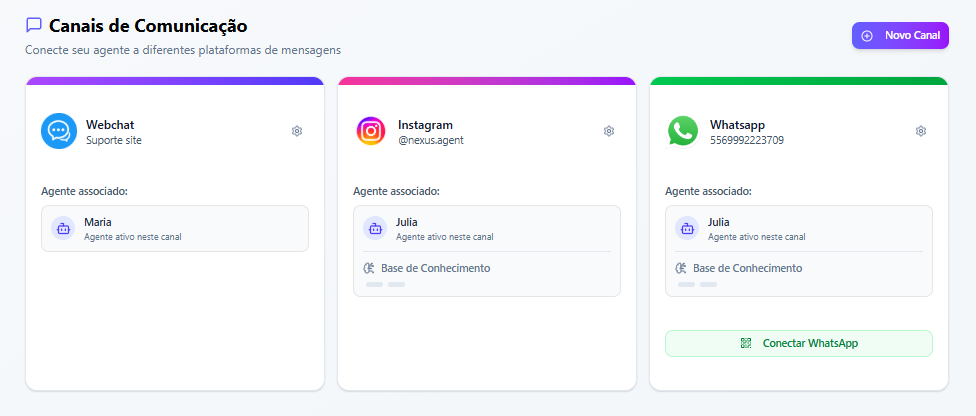 Canais de Comunicação
Conecte seu agente a diferentes plataformas de mensagens
Novo Canal
Webchat
Suporte site
Agente associado:
Maria
Agente ativo neste canal
Instagram
@nexus.agent
Agente associado:
Julia
Agente ativo neste canal
Base de Conhecimento
Whatsapp
5569992223709
Agente associado:
Julia
Agente ativo neste canal
Base de Conhecimento
Conectar WhatsApp